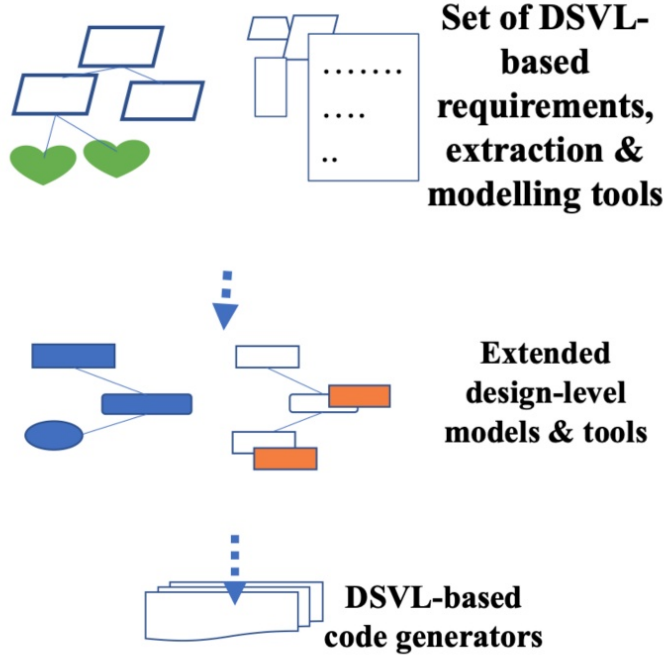 Set of DSVL-
based
requirements,
extraction &
modelling tools
Extended
design-level
models & tools
DSVL-based
code generators